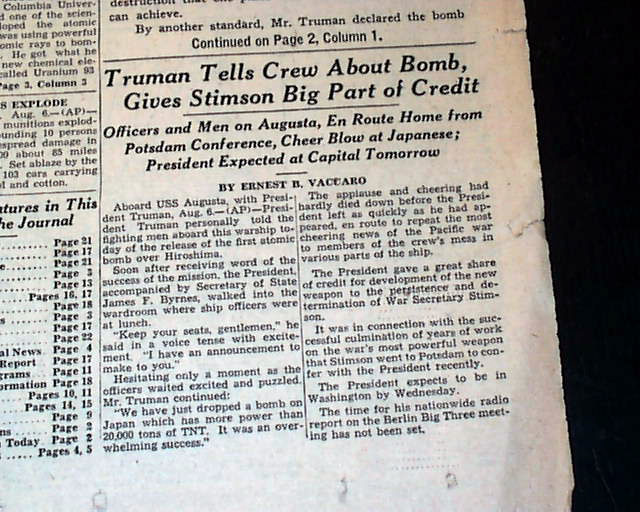 Columbia Univer-
d one of the scien-
loped the atomic
was using powerful
omic rays to bom-
. He got what he
new chemical ele-
called Uranium 93
Page 3, Column 3
S EXPLODE
. Aug. 6.—(AP)—
munitions explod-
unding 10 persons
espread damage in
00 about 85 miles
. Set ablaze by the
103 cars carrying
l and cotton.
atures in This
he Journal
Page 21
Page 17
Page 21
Page 3
Page 13
Pages 16, 17
Page 18
s Page 3
Page 17
Page 22
al News Page 4
Report Page 17
grams Page 11
ormation Page 18
Pages 10, 11
Pages 14, 15
Page 9
ns Page 2
Today Page 2
Pages 4, 5
can achieve.
By another standard, Mr. Truman declared the bomb
Continued on Page 2, Column 1.
Truman Tells Crew About Bomb,
Gives Stimson Big Part of Credit
Officers and Men on Augusta, En Route Home from
Potsdam Conference, Cheer Blow at Japanese;
President Expected at Capital Tomorrow
BY ERNEST B. VACCARO
Aboard USS Augusta, with Presi-
dent Truman, Aug. 6.—(AP)—Presi-
dent Truman personally told the
fighting men aboard this warship to-
day of the release of the first atomic
bomb over Hiroshima.
Soon after receiving word of the
success of the mission, the President,
accompanied by Secretary of State
James F. Byrnes, walked into the
wardroom where ship officers were
at lunch.
"Keep your seats, gentlemen," he
said in a voice tense with excite-
ment. "I have an announcement to
make to you."
Hesitating only a moment as the
officers waited excited and puzzled,
Mr. Truman continued:
"We have just dropped a bomb on
Japan which has more power than
20,000 tons of TNT. It was an over-
whelming success."
The applause and cheering had
hardly died down before the Presi-
dent left as quickly as he had ap-
peared, en route to repeat the most
cheering news of the Pacific war
to members of the crew's mess in
various parts of the ship.
The President gave a great share
of credit for development of the new
weapon to the persistence and de-
termination of War Secretary Stim-
son.
It was in connection with the suc-
cessful culmination of years of work
on the war's most powerful weapon
that Stimson went to Potsdam to con-
fer with the President recently.
The President expects to be in
Washington by Wednesday.
The time for his nationwide radio
report on the Berlin Big Three meet-
ing has not been set.